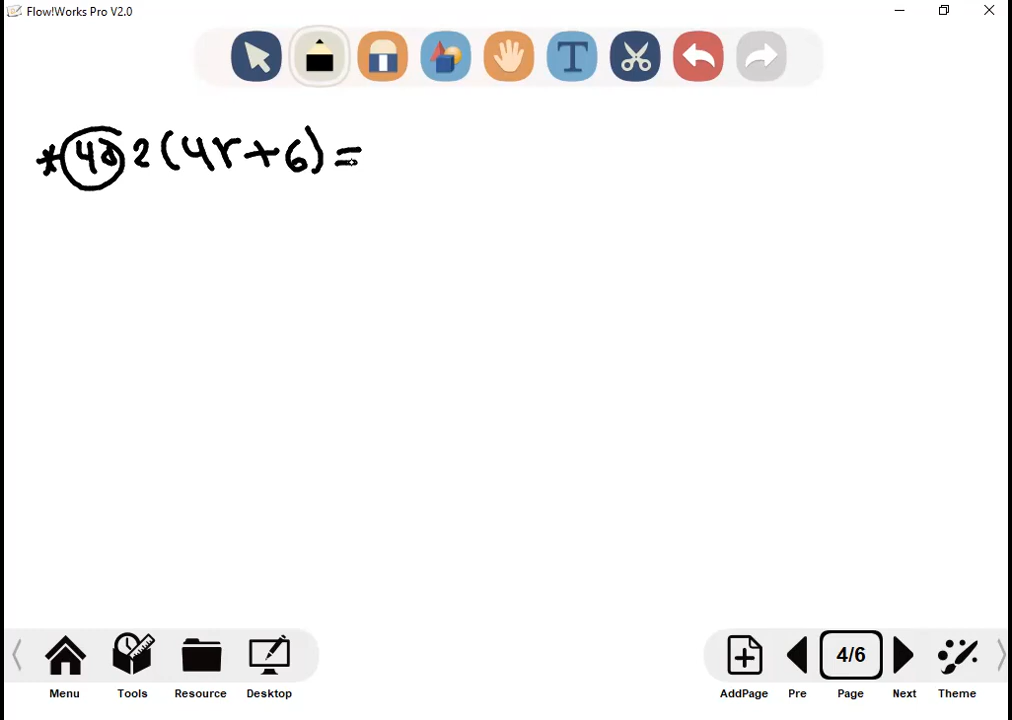 Flow!Works Pro V2.0
* 2(4r+6)=
Menu Tools Resource Desktop 4/6 AddPage Pre Page Next Theme